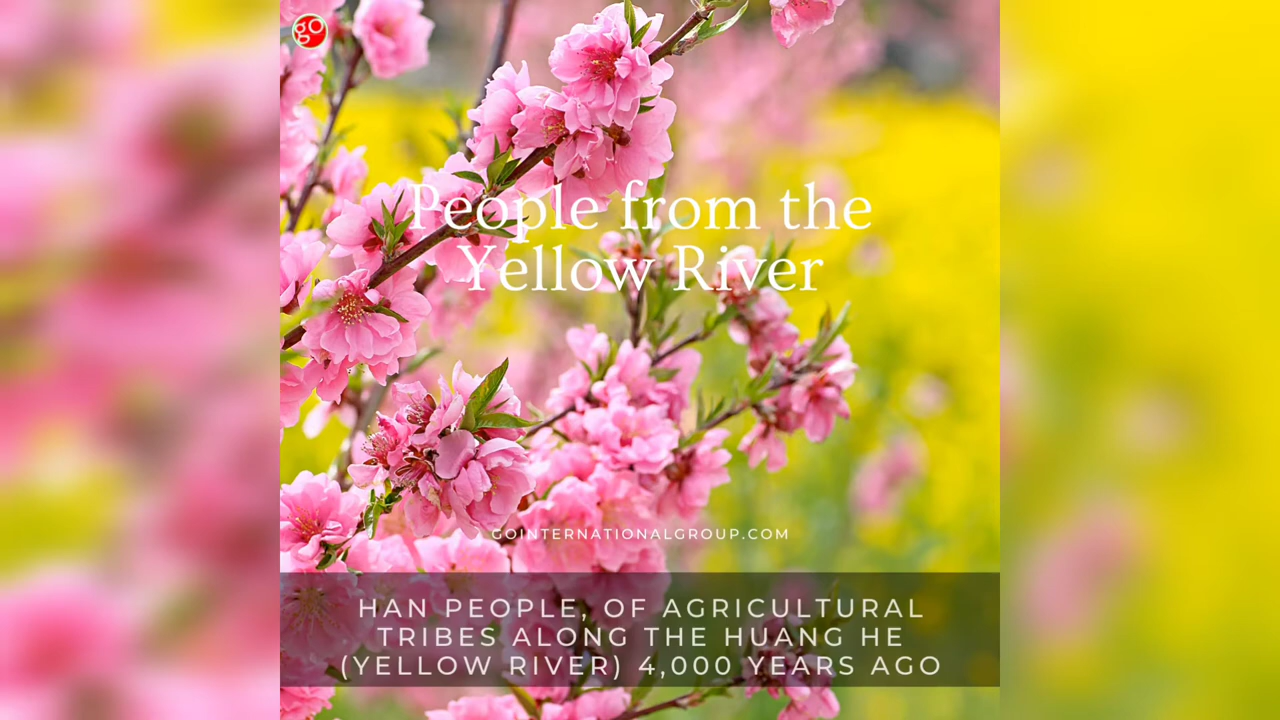 go
People from the
Yellow River
GOINTERNATIONALGROUP.COM
HAN PEOPLE, OF AGRICULTURAL
TRIBES ALONG THE HUANG HE
(YELLOW RIVER) 4,000 YEARS AGO